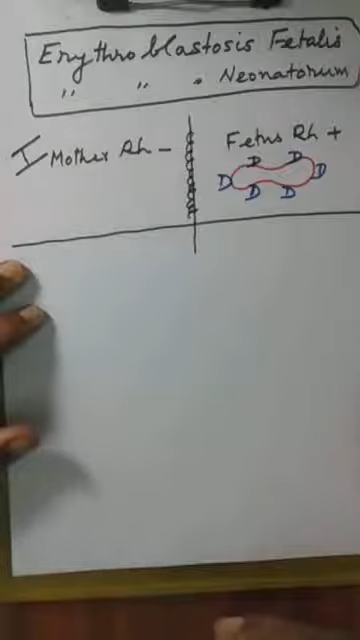 Erythroblastosis Fetalis
〃 〃 . Neonatorum
I Mother Rh -
Fetus Rh +
D D
D D
D D